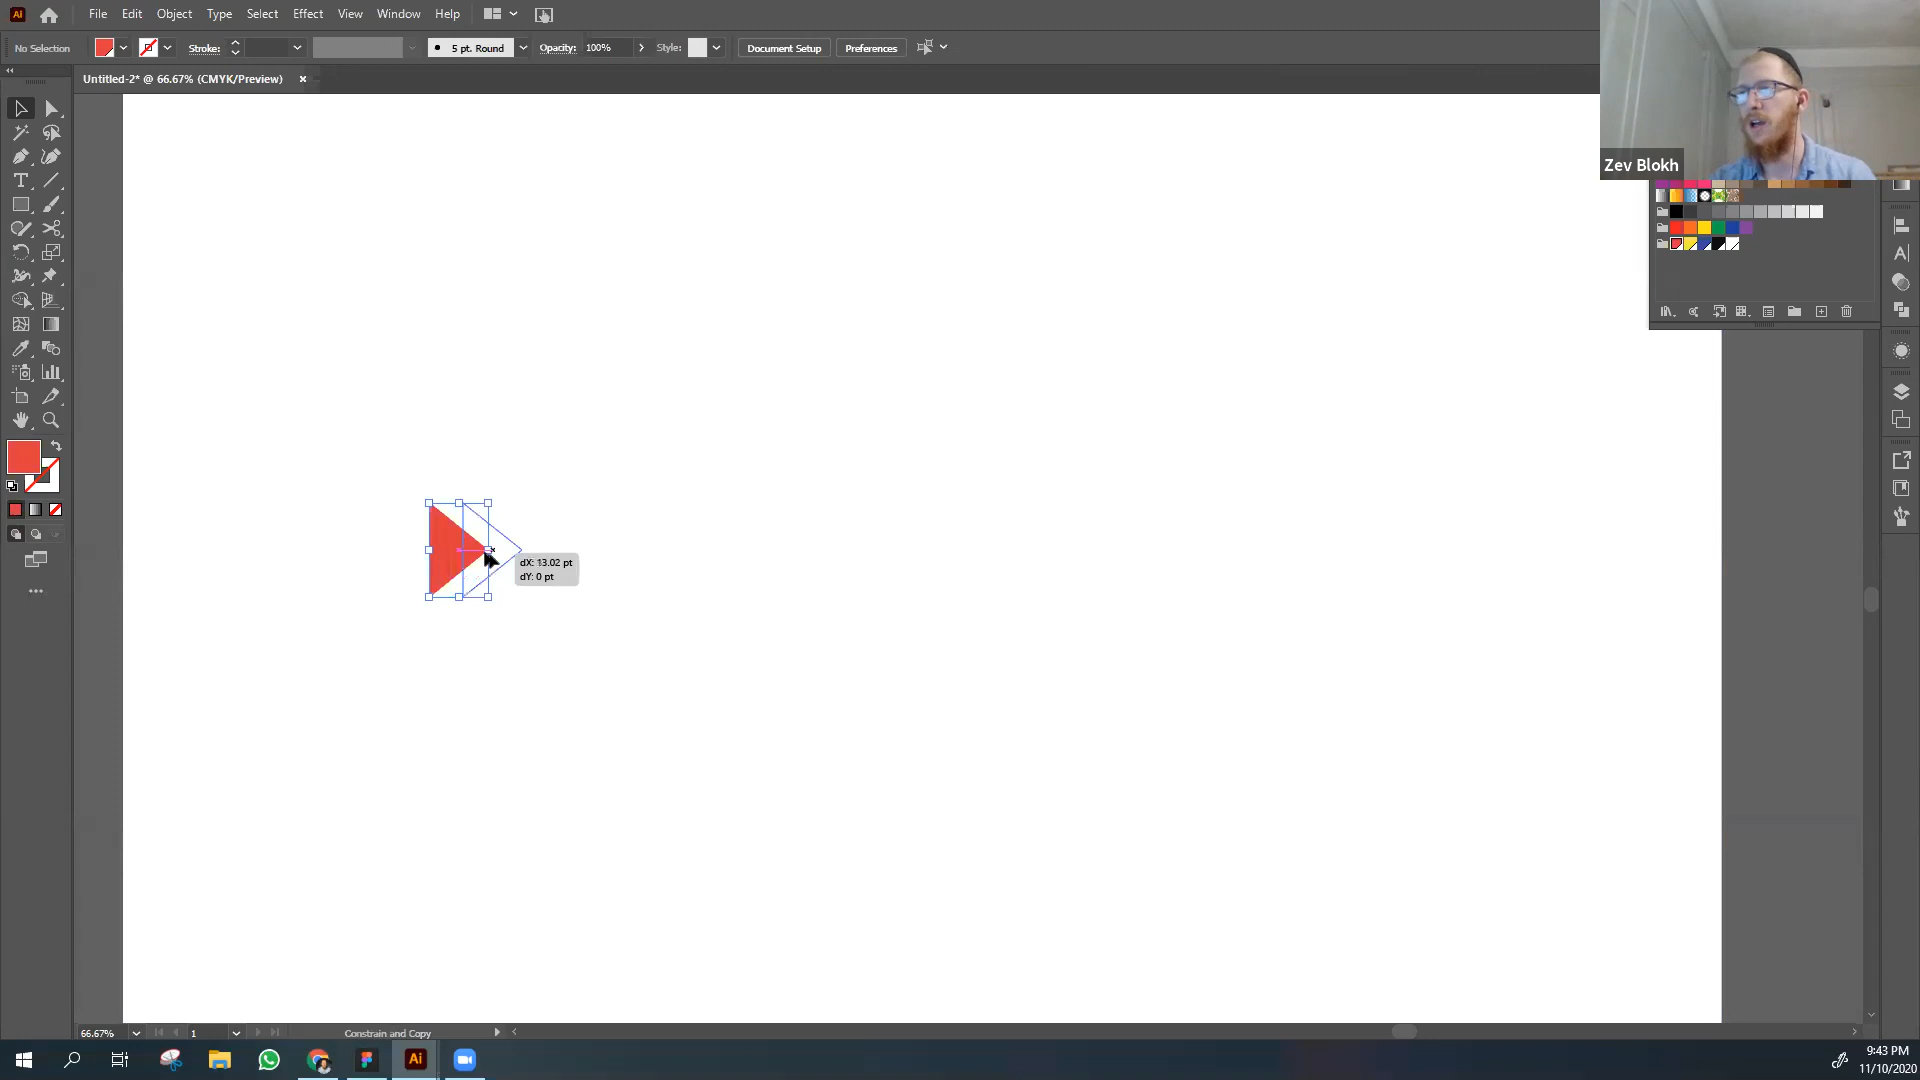 Ai File Edit Object Type Select Effect View Window Help
No Selection Stroke: 5 pt. Round Opacity: 100% Style: Document Setup Preferences
Untitled-2* @ 66.67% (CMYK/Preview)
Zev Blokh
dX: 13.02 pt
dY: 0 pt
66.67% 1 Constrain and Copy
Ai
9:43 PM
11/10/2020